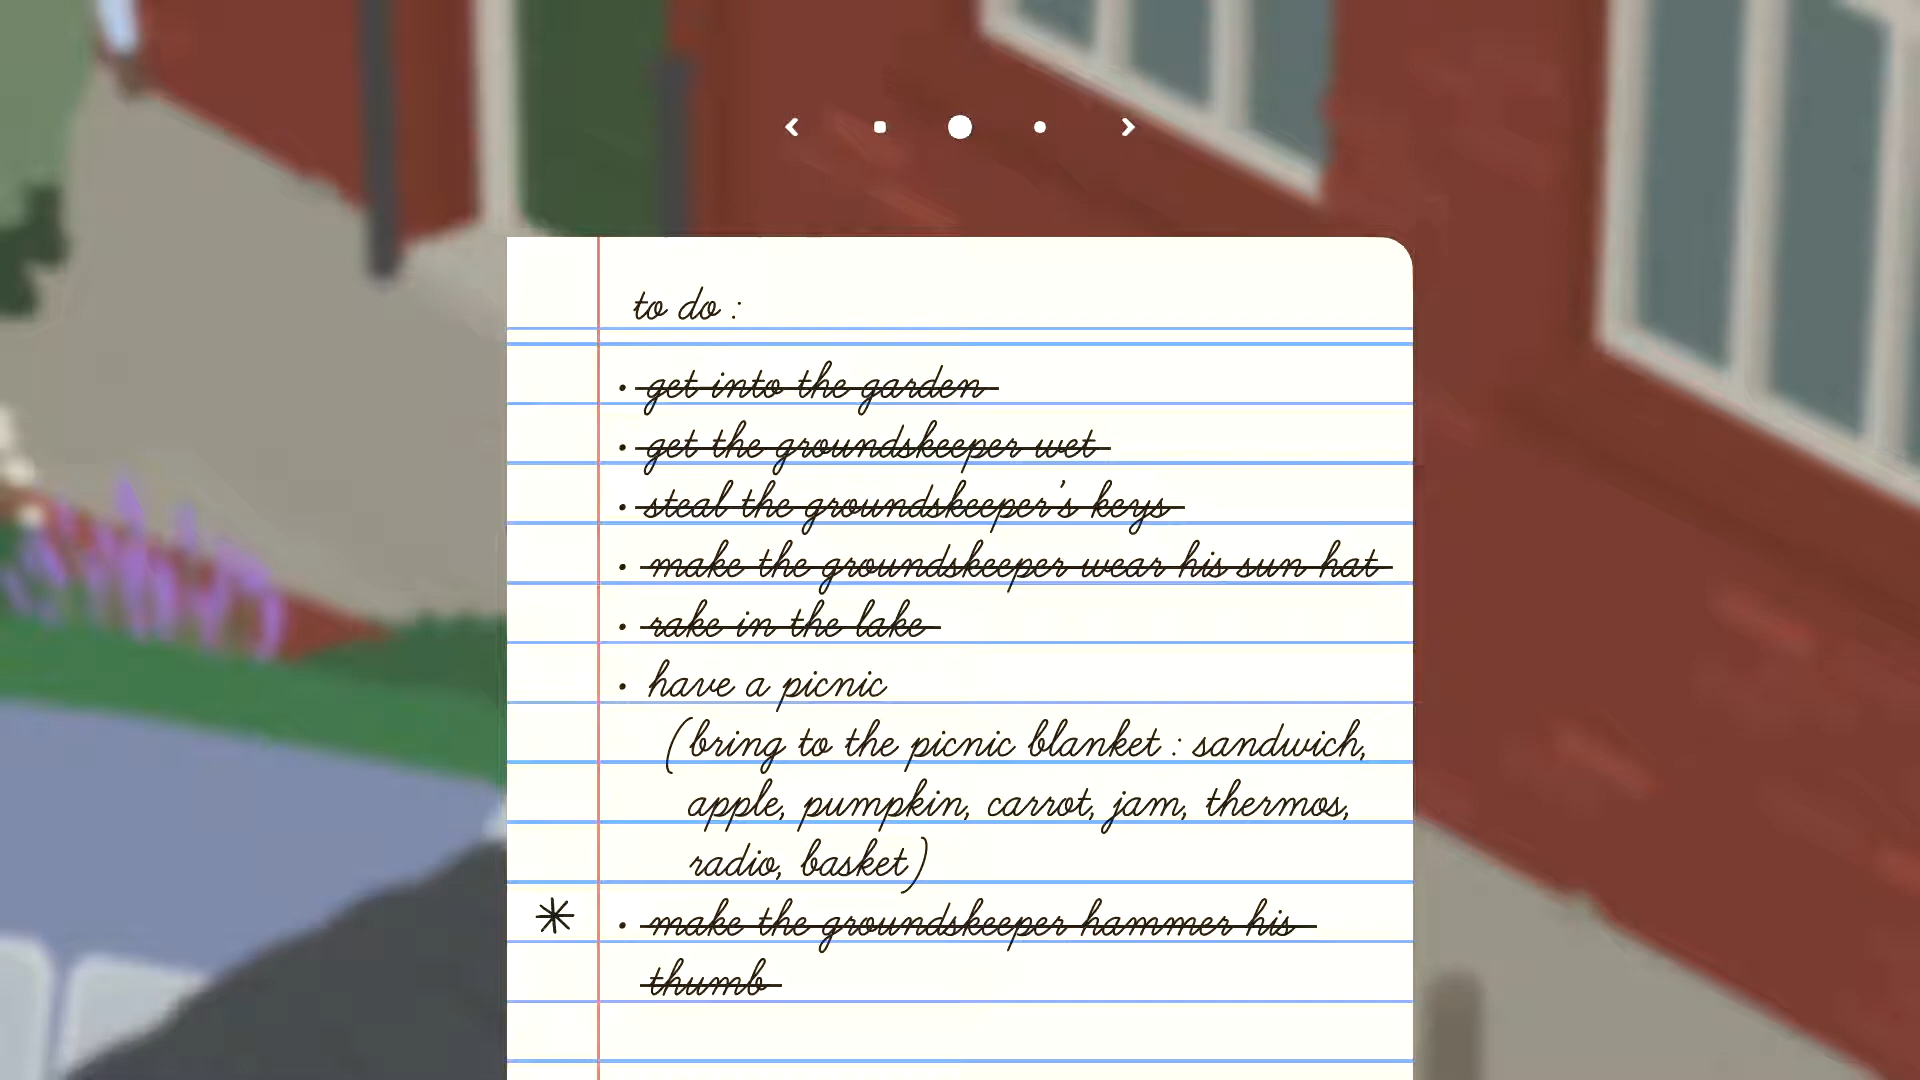 to do :
• get into the garden
• get the groundskeeper wet
• steal the groundskeeper's keys
• make the groundskeeper wear his sun hat
• rake in the lake
• have a picnic
(bring to the picnic blanket : sandwich,
apple, pumpkin, carrot, jam, thermos,
radio, basket)
* • make the groundskeeper hammer his
thumb